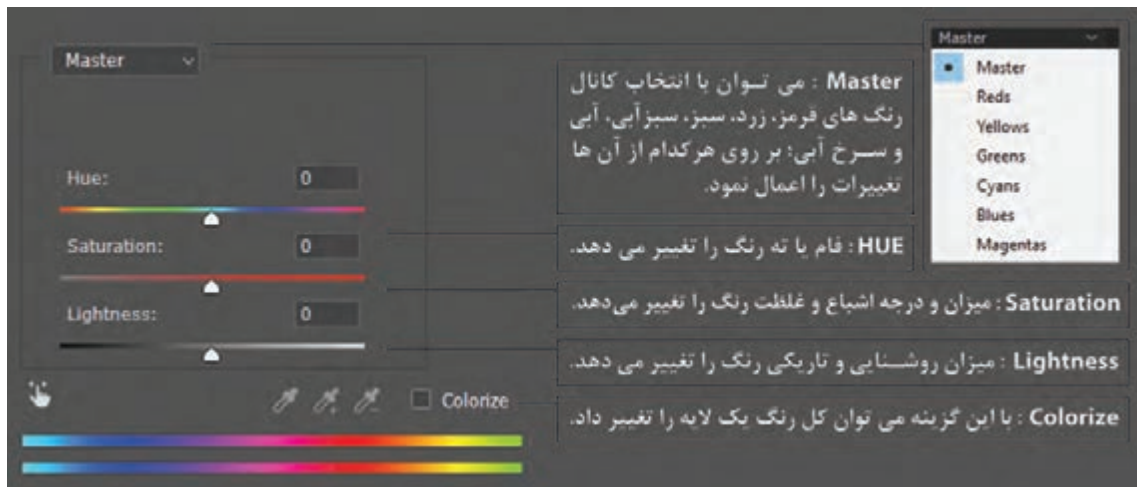 Master
Hue:
0
Saturation:
0
Lightness:
0
Colorize
Master
Master
Reds
Yellows
Greens
Cyans
Blues
Magentas
Master : می تـوان با انتخاب کانال
رنگ های قرمز، زرد، سبز، سبزآبی، آبی
و ســرخ آبی؛ بر روی هرکدام از آن ها
تغییرات را اعمال نمود.
HUE : فام یا ته رنگ را تغییر می دهد.
Saturation : میزان و درجه اشباع و غلظت رنگ را تغییر می‌دهد.
Lightness : میزان روشــنایی و تاریکی رنگ را تغییر می دهد.
Colorize : با این گزینه می توان کل رنگ یک لایه را تغییر داد.